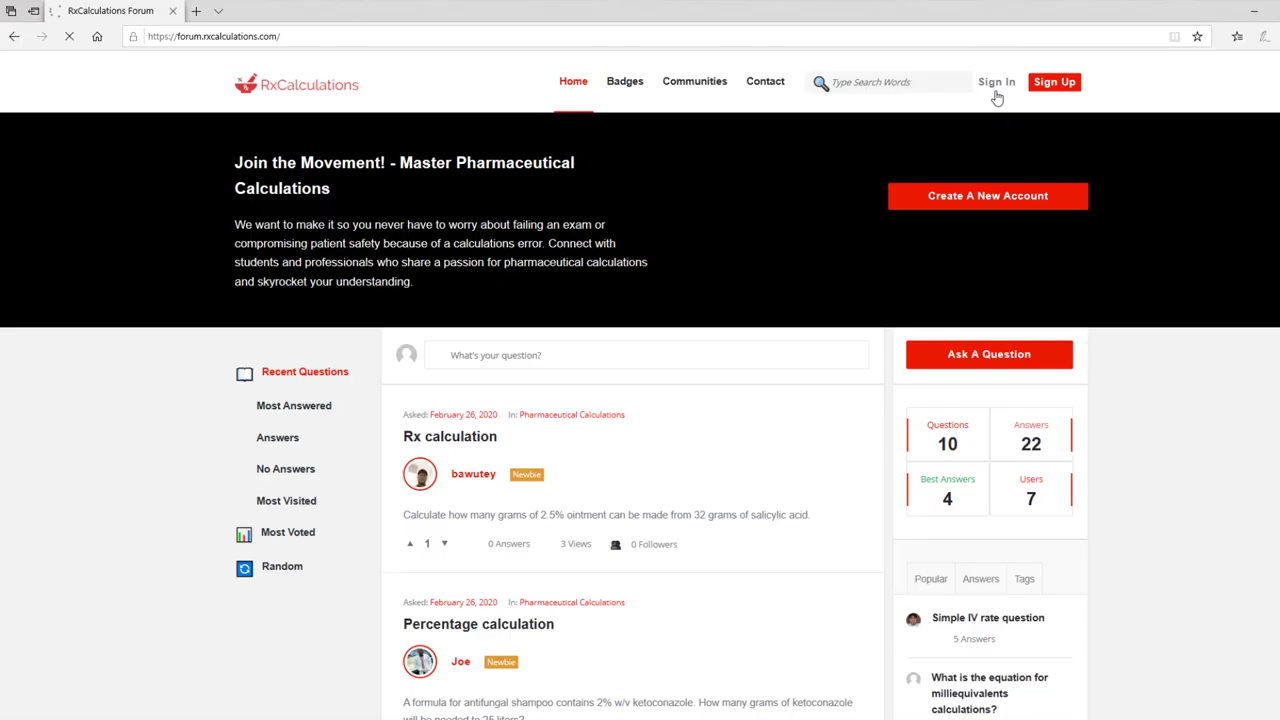 RxCalculations Forum
https://forum.rxcalculations.com/
RxCalculations
Home
Badges
Communities
Contact
Type Search Words
Sign In
Sign Up
Join the Movement! - Master Pharmaceutical
Calculations
We want to make it so you never have to worry about failing an exam or
compromising patient safety because of a calculations error. Connect with
students and professionals who share a passion for pharmaceutical calculations
and skyrocket your understanding.
Create A New Account
Recent Questions
Most Answered
Answers
No Answers
Most Visited
Most Voted
Random
What's your question?
Asked: February 26, 2020 In: Pharmaceutical Calculations
Rx calculation
bawutey Newbie
Calculate how many grams of 2.5% ointment can be made from 32 grams of salicylic acid.
1 0 Answers 3 Views 0 Followers
Asked: February 26, 2020 In: Pharmaceutical Calculations
Percentage calculation
Joe Newbie
A formula for antifungal shampoo contains 2% w/v ketoconazole. How many grams of ketoconazole
will be needed to 25 liters?
Ask A Question
Questions
10
Answers
22
Best Answers
4
Users
7
Popular Answers Tags
Simple IV rate question
5 Answers
What is the equation for
milliequivalents
calculations?